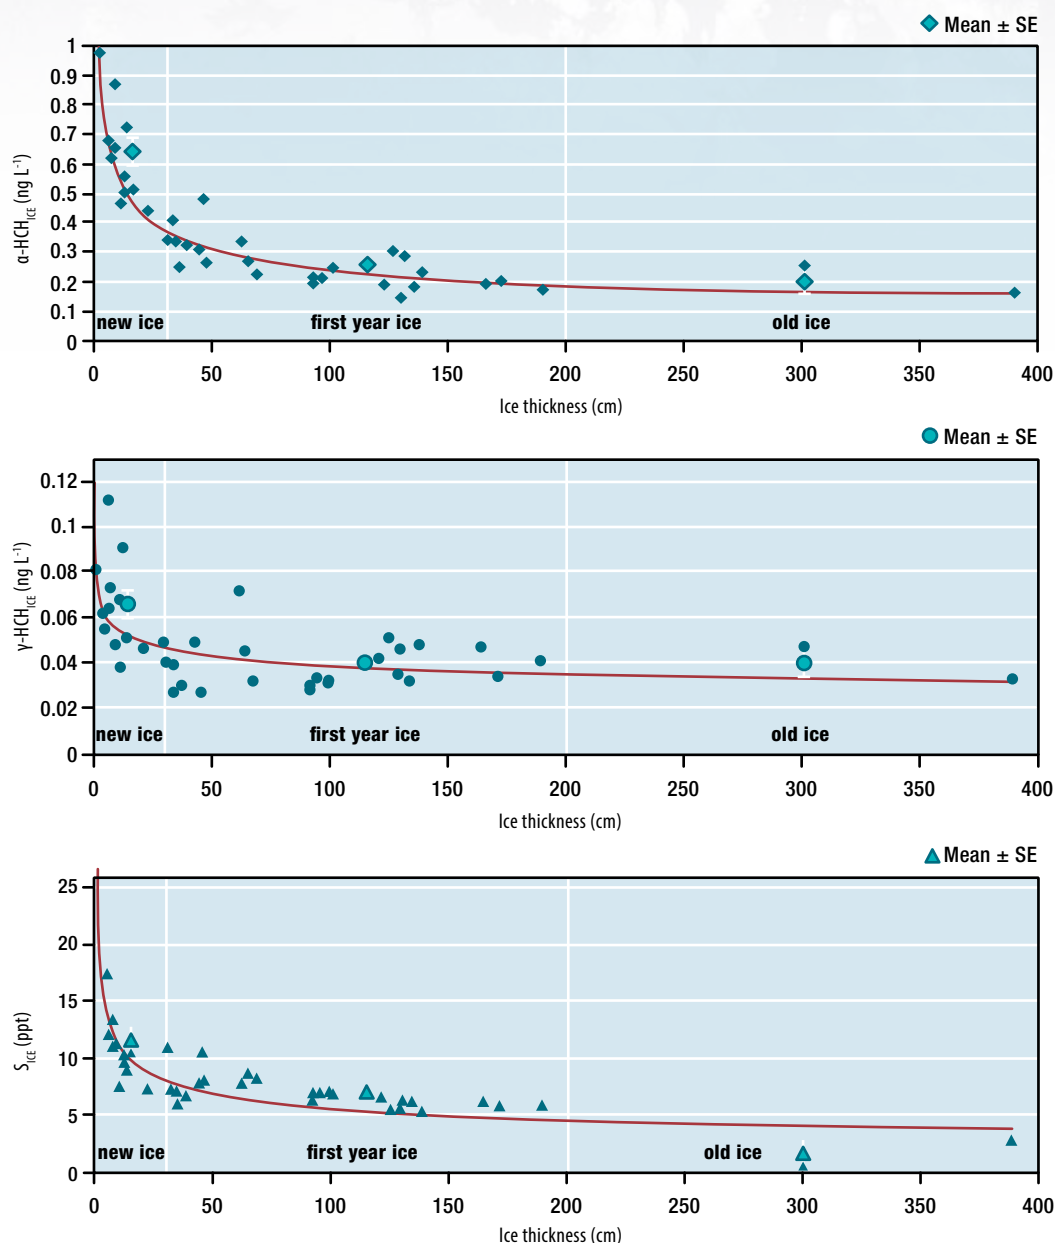 Mean ± SE
1
0.9
0.8
0.7
0.6
0.5
0.4
0.3
0.2
0.1
0
α-HCH_ICE (ng L⁻¹)
new ice first year ice old ice
0 50 100 150 200 250 300 350 400
Ice thickness (cm)
Mean ± SE
0.12
0.1
0.08
0.06
0.04
0.02
0
γ-HCH_ICE (ng L⁻¹)
new ice first year ice old ice
0 50 100 150 200 250 300 350 400
Ice thickness (cm)
Mean ± SE
25
20
15
10
5
0
S_ICE (ppt)
new ice first year ice old ice
0 50 100 150 200 250 300 350 400
Ice thickness (cm)